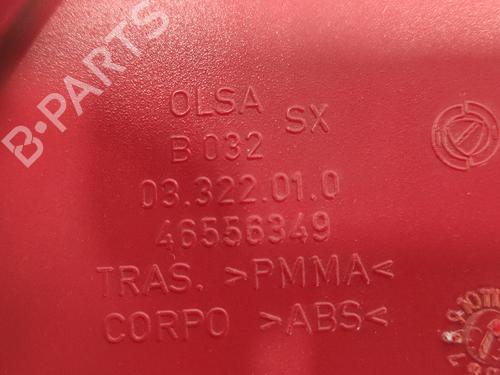 B-PARTS
OLSA SX
B 032
03.322.01.0
46556349
TRAS. >PMMA<
CORPO >ABS<